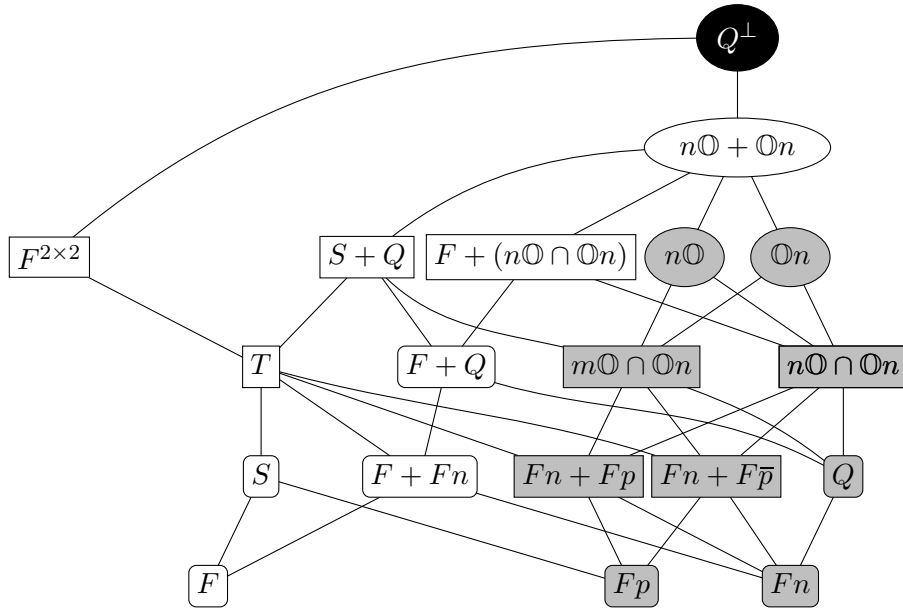 Q^⊥
n𝕆 + 𝕆n
F^{2×2}
S + Q
F + (n𝕆 ∩ 𝕆n)
n𝕆
𝕆n
T
F + Q
m𝕆 ∩ 𝕆n
n𝕆 ∩ 𝕆n
S
F + Fn
Fn + Fp
Fn + Fp̄
Q
F
Fp
Fn